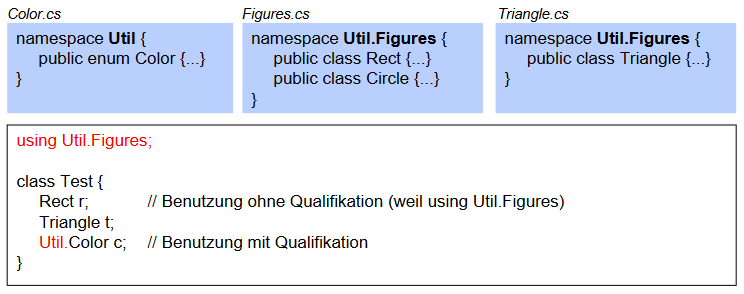 Color.cs
namespace Util {
public enum Color {...}
}
Figures.cs
namespace Util.Figures {
public class Rect {...}
public class Circle {...}
}
Triangle.cs
namespace Util.Figures {
public class Triangle {...}
}
using Util.Figures;
class Test {
Rect r; // Benutzung ohne Qualifikation (weil using Util.Figures)
Triangle t;
Util.Color c; // Benutzung mit Qualifikation
}